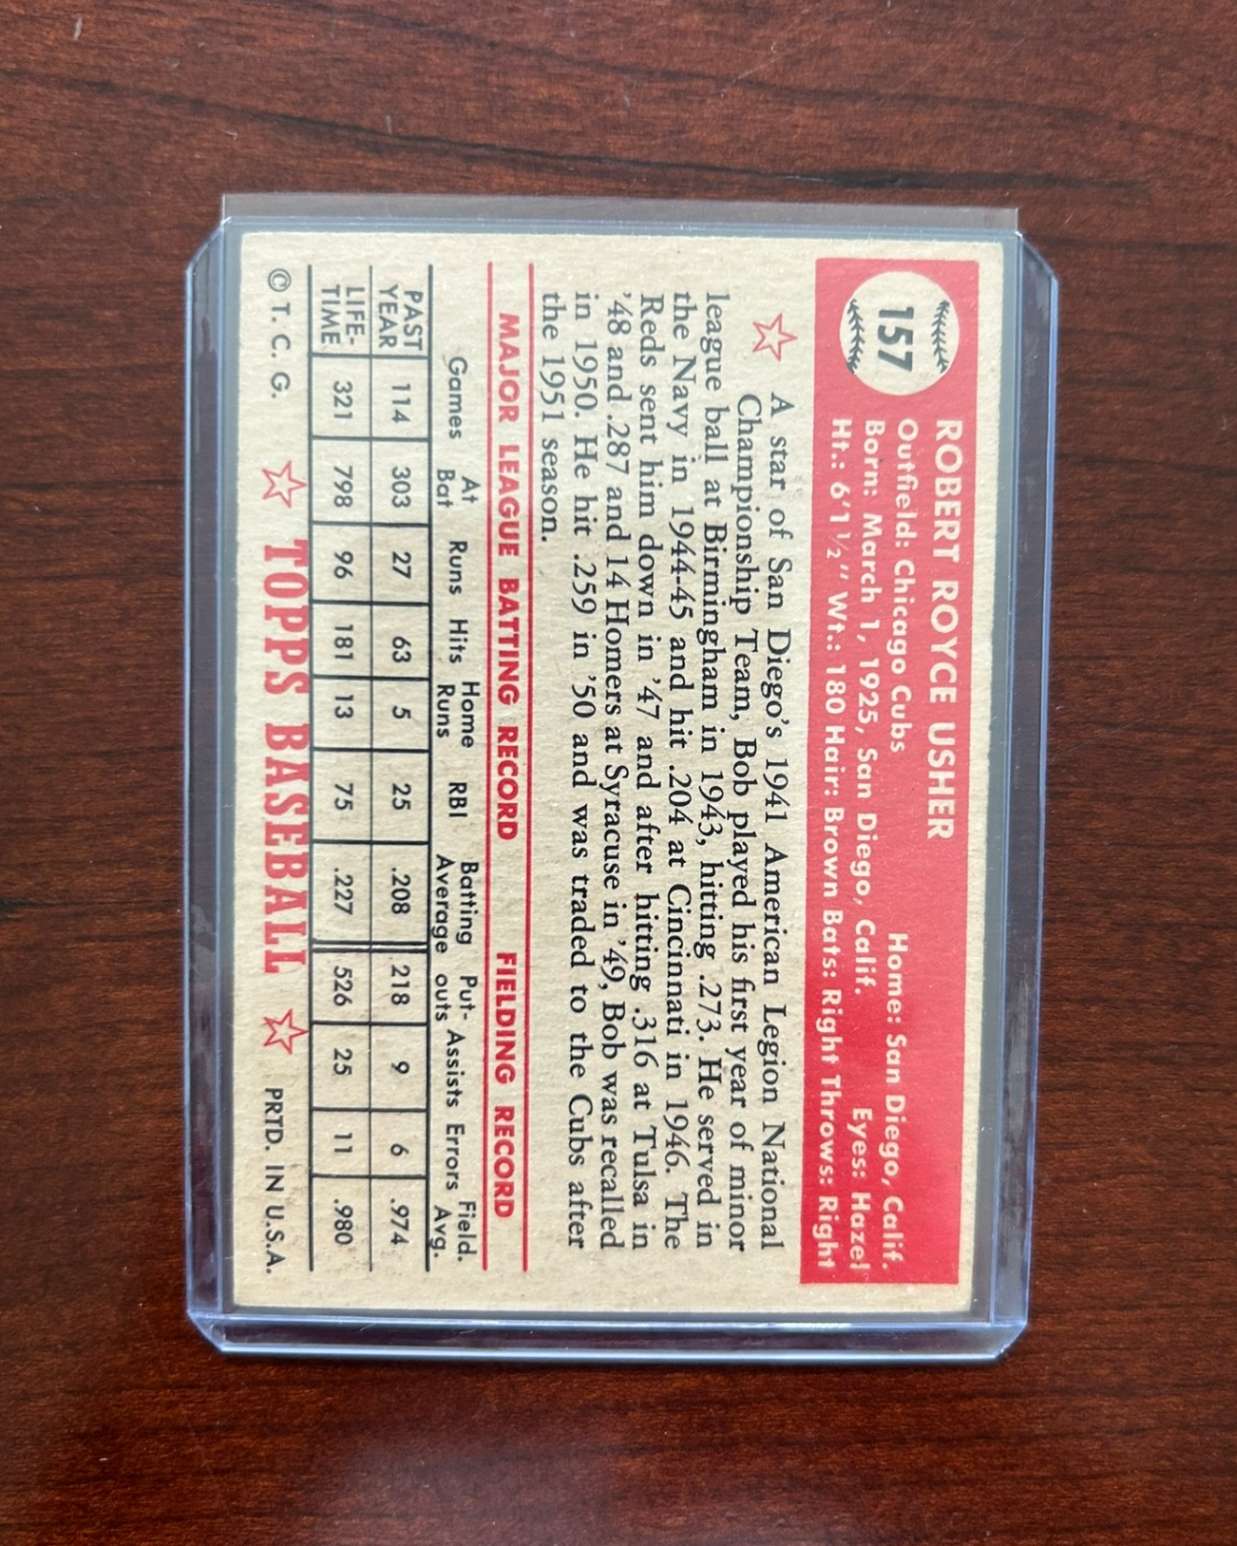 157
ROBERT ROYCE USHER
Outfield: Chicago Cubs Home: San Diego, Calif.
Born: March 1, 1925, San Diego, Calif. Eyes: Hazel
Ht.: 6'1½" Wt.: 180 Hair: Brown Bats: Right Throws: Right
A star of San Diego's 1941 American Legion National
Championship Team, Bob played his first year of minor
league ball at Birmingham in 1943, hitting .273. He served in
the Navy in 1944-45 and hit .204 at Cincinnati in 1946. The
Reds sent him down in '47 and after hitting .316 at Tulsa in
'48 and .287 and 14 Homers at Syracuse in '49, Bob was recalled
in 1950. He hit .259 in '50 and was traded to the Cubs after
the 1951 season.
MAJOR LEAGUE BATTING RECORD FIELDING RECORD
Games At Bat Runs Hits Home Runs RBI Batting Average Put-outs Assists Errors Field. Avg.
PAST YEAR 114 303 27 63 5 25 .208 218 9 6 .974
LIFE-TIME 321 798 96 181 13 75 .227 526 25 11 .980
© T. C. G. TOPPS BASEBALL PRTD. IN U.S.A.